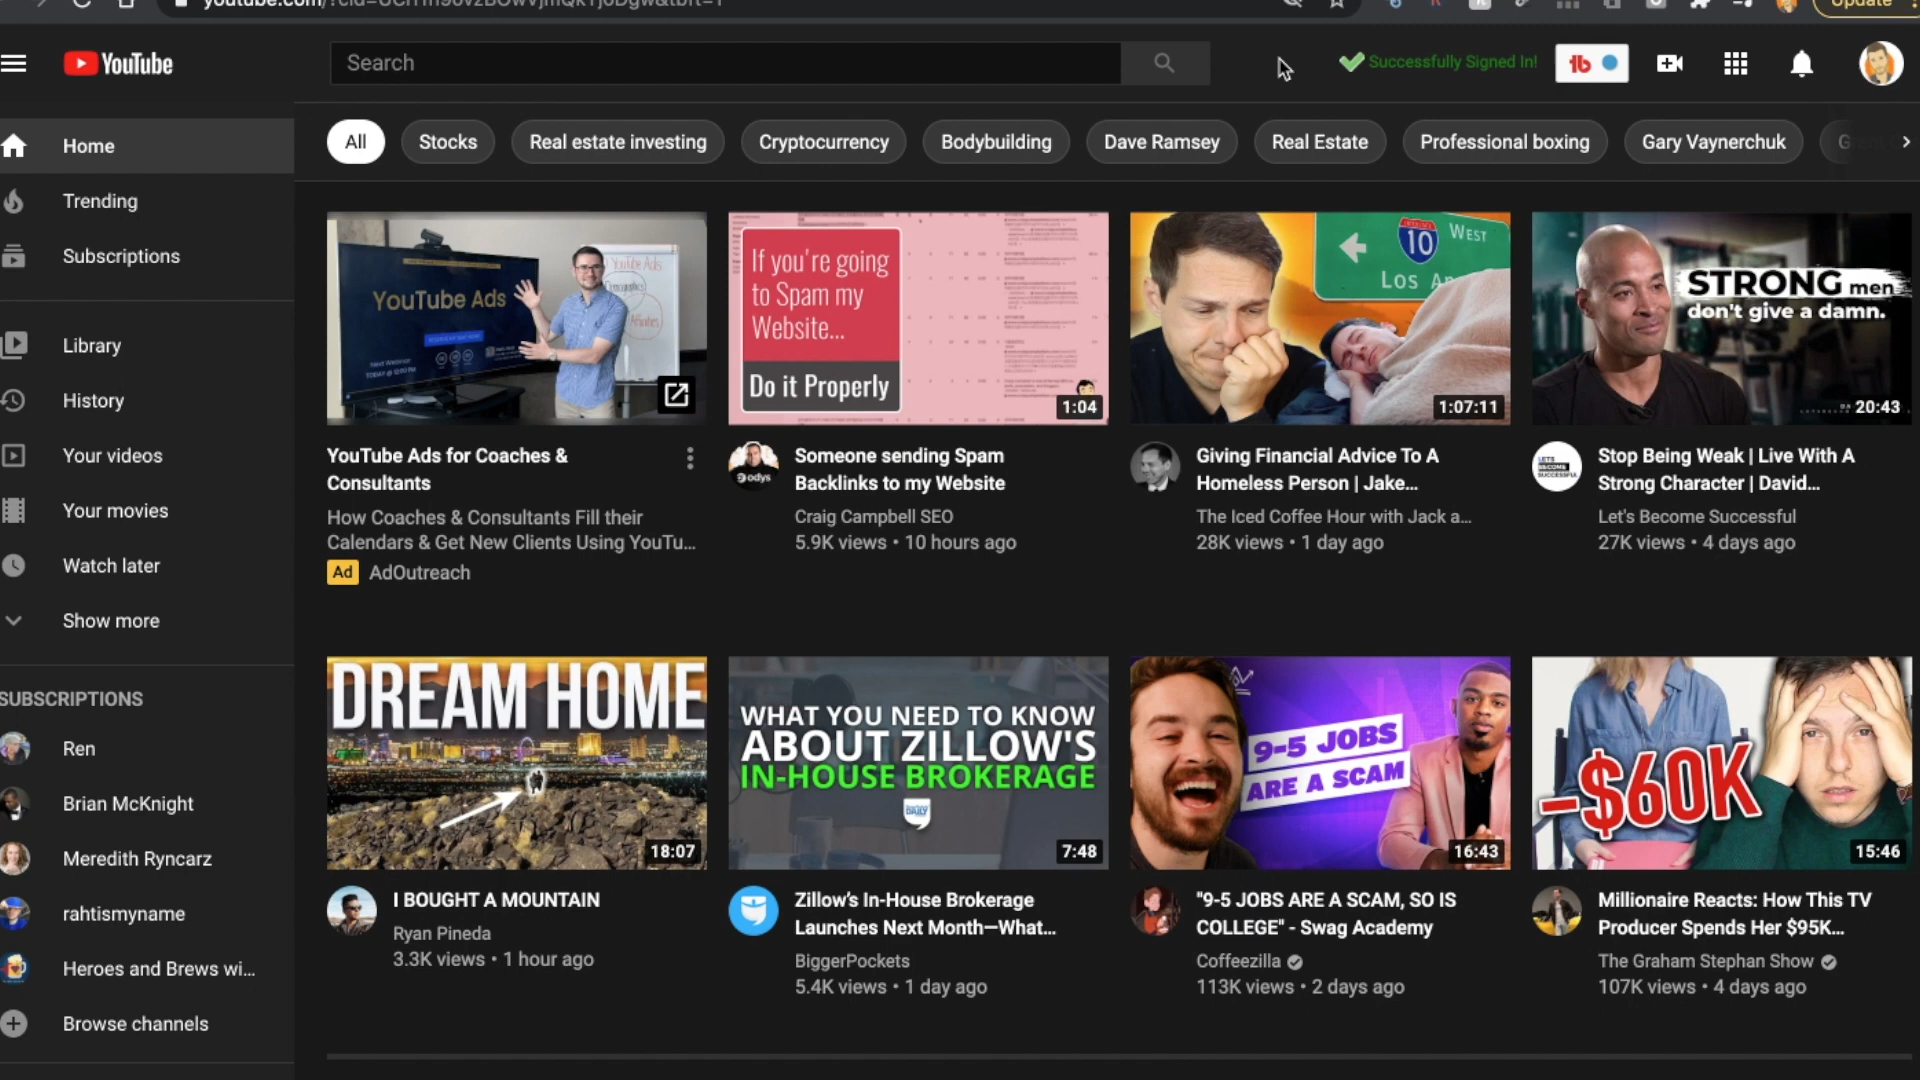 Update
YouTube
Search
Successfully Signed In!
Home
Trending
Subscriptions
Library
History
Your videos
Your movies
Watch later
Show more
SUBSCRIPTIONS
Ren
Brian McKnight
Meredith Ryncarz
rahtismyname
Heroes and Brews wi...
Browse channels
All
Stocks
Real estate investing
Cryptocurrency
Bodybuilding
Dave Ramsey
Real Estate
Professional boxing
Gary Vaynerchuk
YouTube Ads
YouTube Ads for Coaches &
Consultants
How Coaches & Consultants Fill their
Calendars & Get New Clients Using YouTu...
Ad AdOutreach
If you're going
to Spam my
Website...
Do it Properly
1:04
odys
Someone sending Spam
Backlinks to my Website
Craig Campbell SEO
5.9K views • 10 hours ago
10 WEST
1:07:11
Giving Financial Advice To A
Homeless Person | Jake...
The Iced Coffee Hour with Jack a...
28K views • 1 day ago
STRONG men
don't give a damn.
20:43
LETS
BECOME
SUCCESSFUL
Stop Being Weak | Live With A
Strong Character | David...
Let's Become Successful
27K views • 4 days ago
DREAM HOME
18:07
I BOUGHT A MOUNTAIN
Ryan Pineda
3.3K views • 1 hour ago
WHAT YOU NEED TO KNOW
ABOUT ZILLOW'S
IN-HOUSE BROKERAGE
DAILY
7:48
Zillow's In-House Brokerage
Launches Next Month—What...
BiggerPockets
5.4K views • 1 day ago
9-5 JOBS
ARE A SCAM
16:43
"9-5 JOBS ARE A SCAM, SO IS
COLLEGE" - Swag Academy
Coffeezilla
113K views • 2 days ago
-$60K
15:46
Millionaire Reacts: How This TV
Producer Spends Her $95K...
The Graham Stephan Show
107K views • 4 days ago